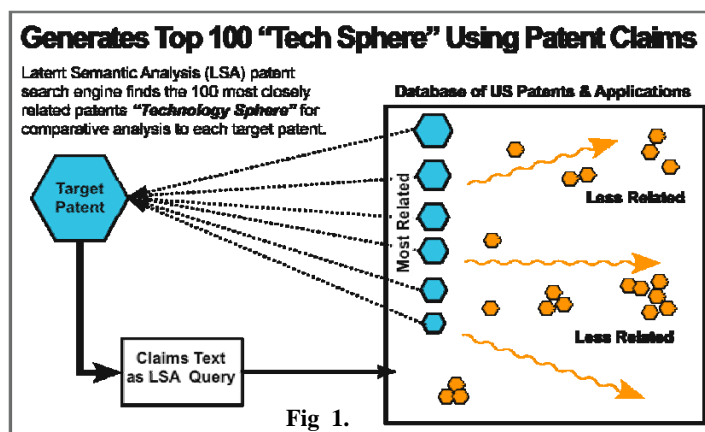 Generates Top 100 “Tech Sphere” Using Patent Claims
Latent Semantic Analysis (LSA) patent
search engine finds the 100 most closely
related patents “Technology Sphere” for
comparative analysis to each target patent.
Database of US Patents & Applications
Target
Patent
Most Related
Less Related
Less Related
Claims Text
as LSA Query
Fig 1.